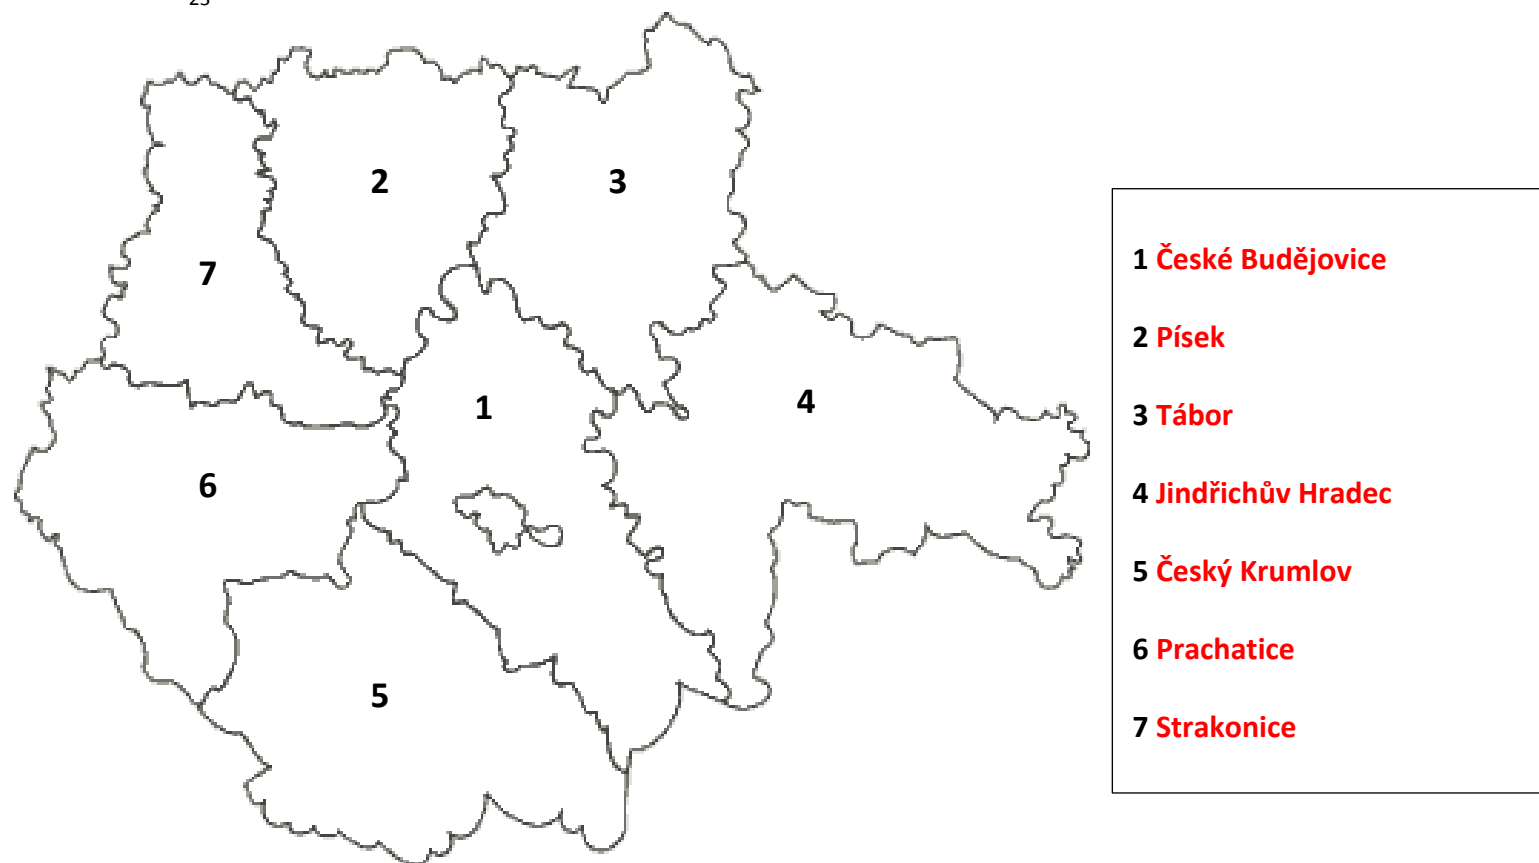 23
2
3
7
1
4
6
5
1 České Budějovice
2 Písek
3 Tábor
4 Jindřichův Hradec
5 Český Krumlov
6 Prachatice
7 Strakonice